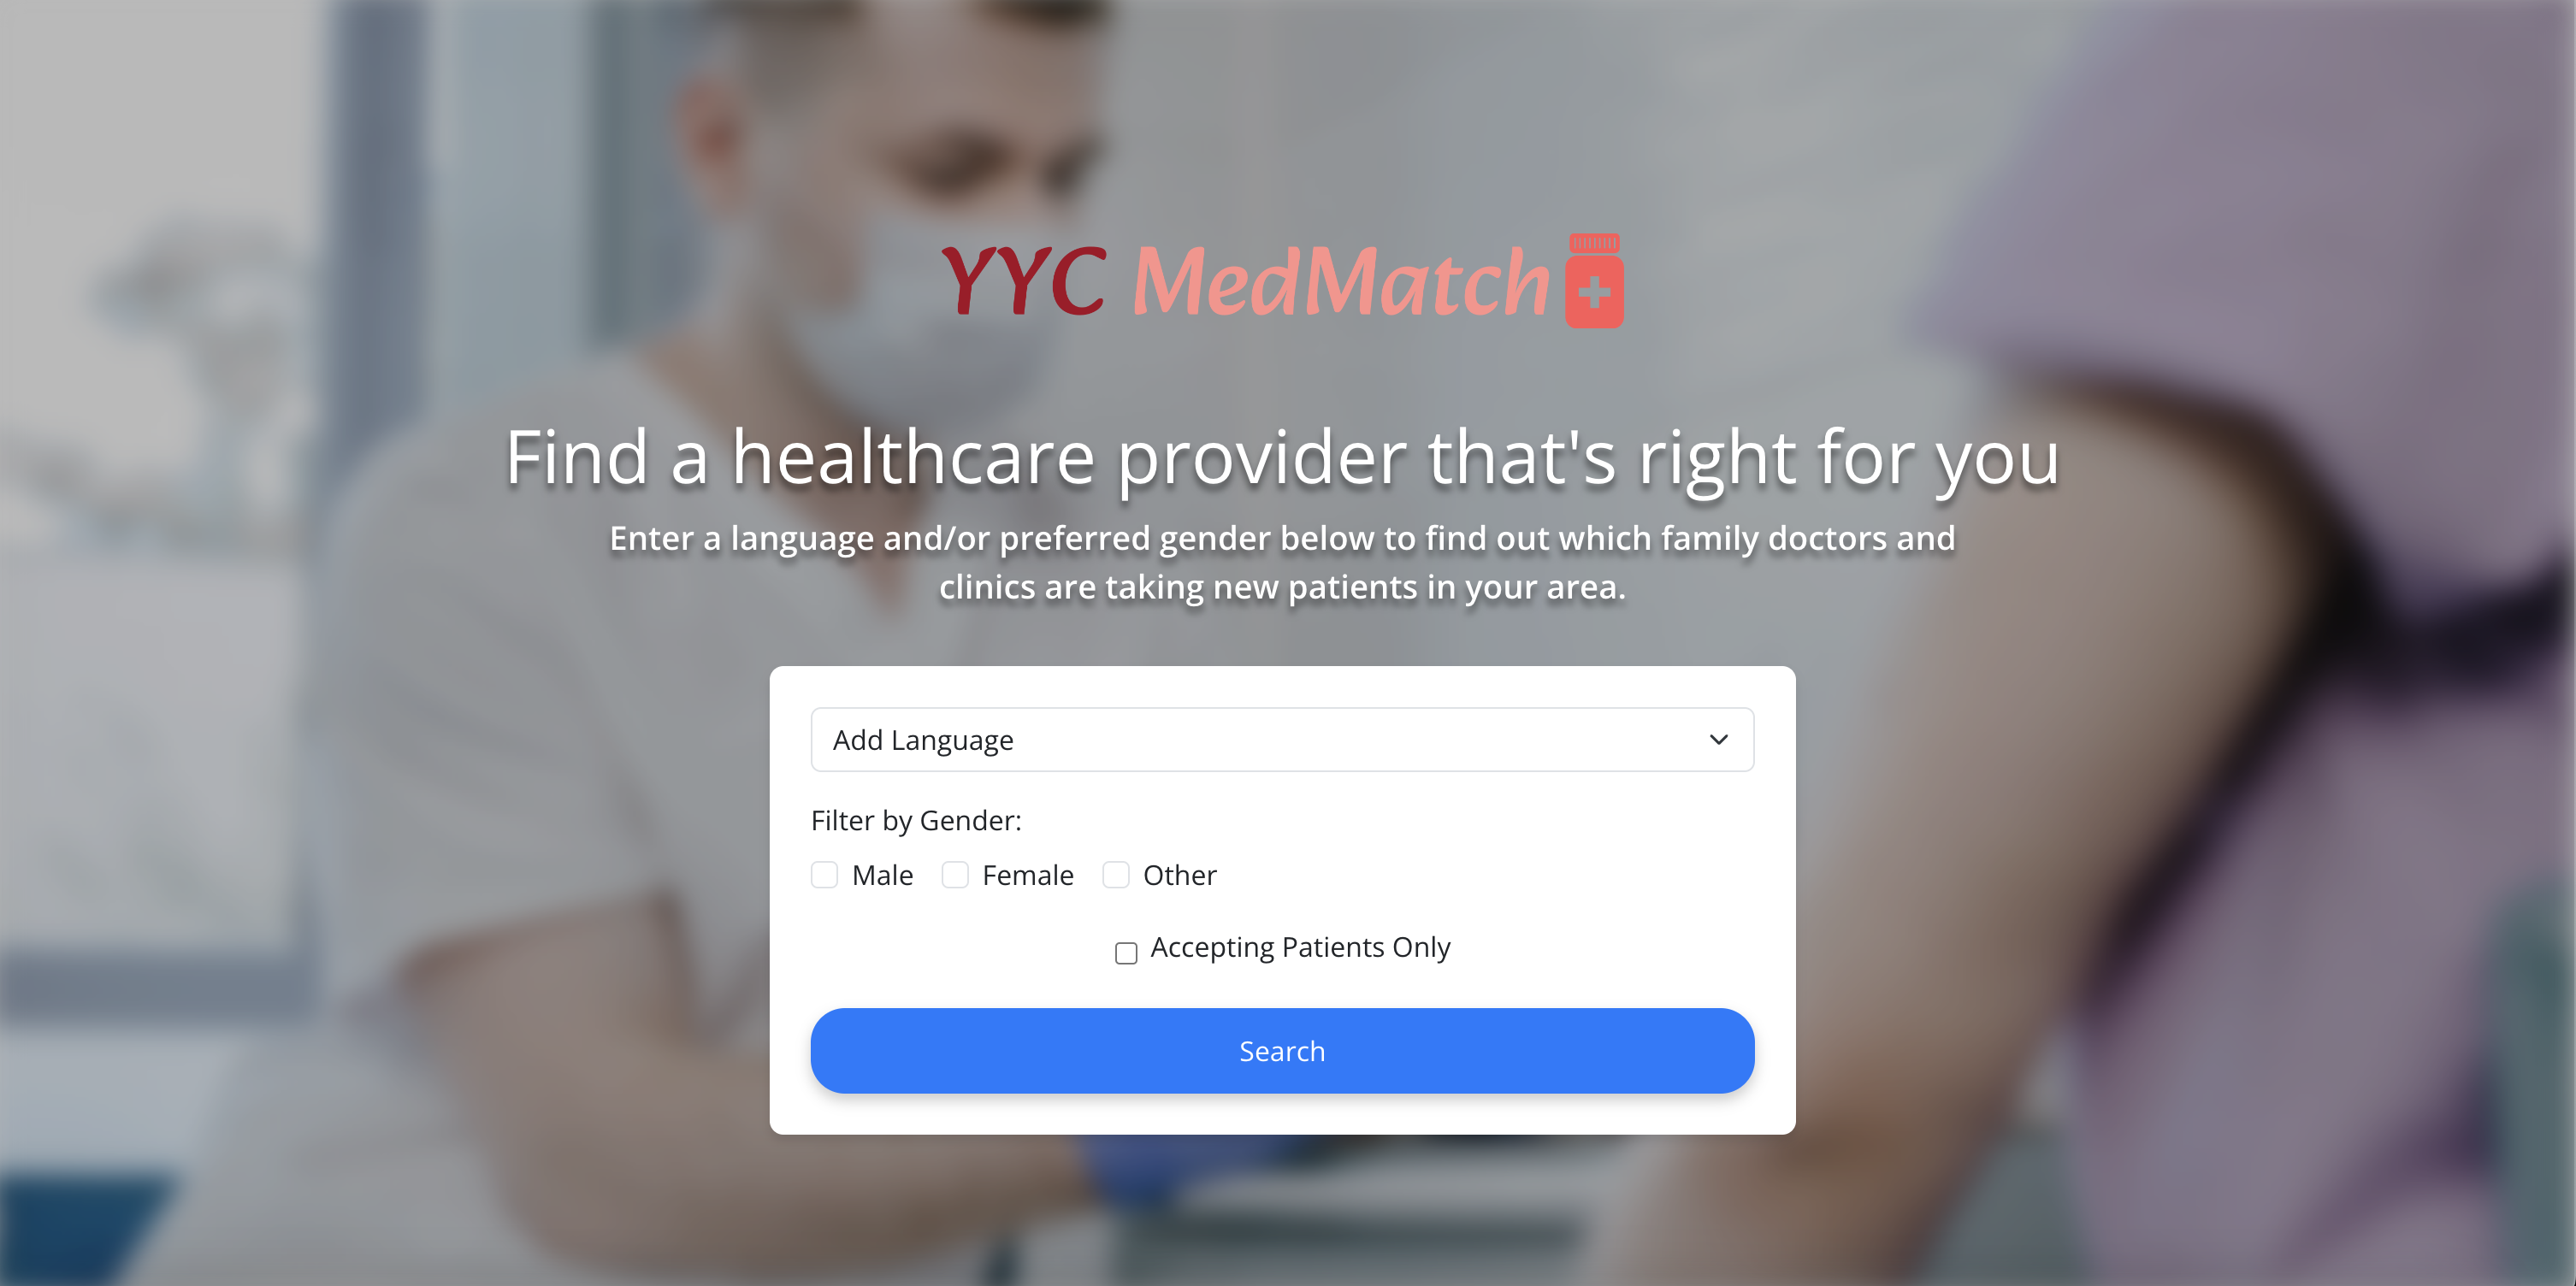 YYC MedMatch
Find a healthcare provider that's right for you
Enter a language and/or preferred gender below to find out which family doctors and
clinics are taking new patients in your area.
Add Language
Filter by Gender:
Male Female Other
Accepting Patients Only
Search